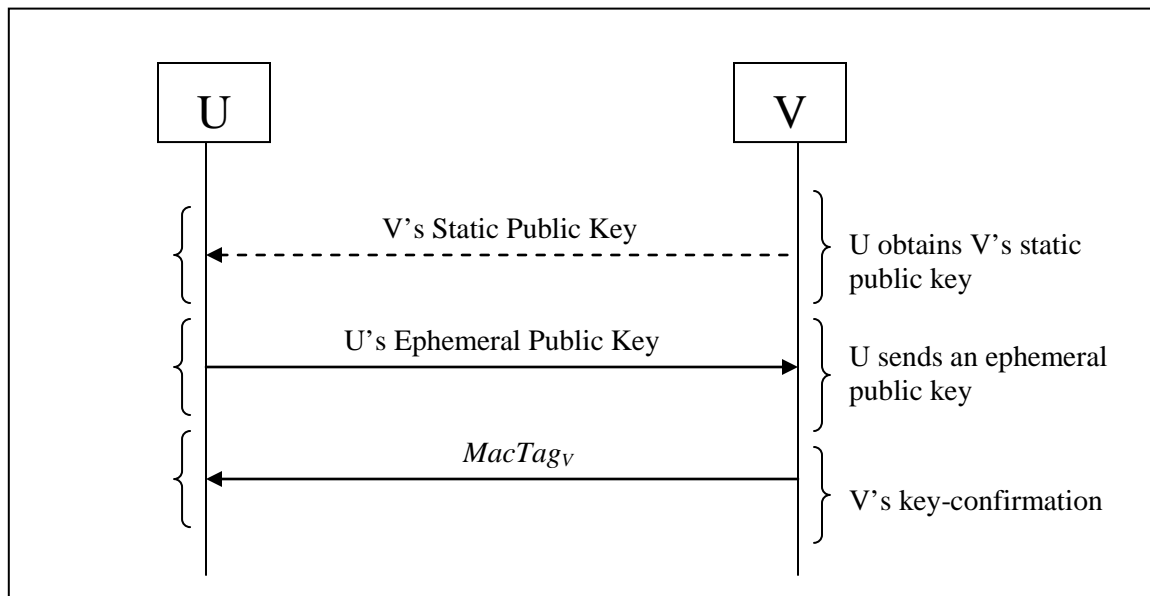 U
V
V’s Static Public Key
U obtains V’s static
public key
U’s Ephemeral Public Key
U sends an ephemeral
public key
MacTagV
V’s key-confirmation